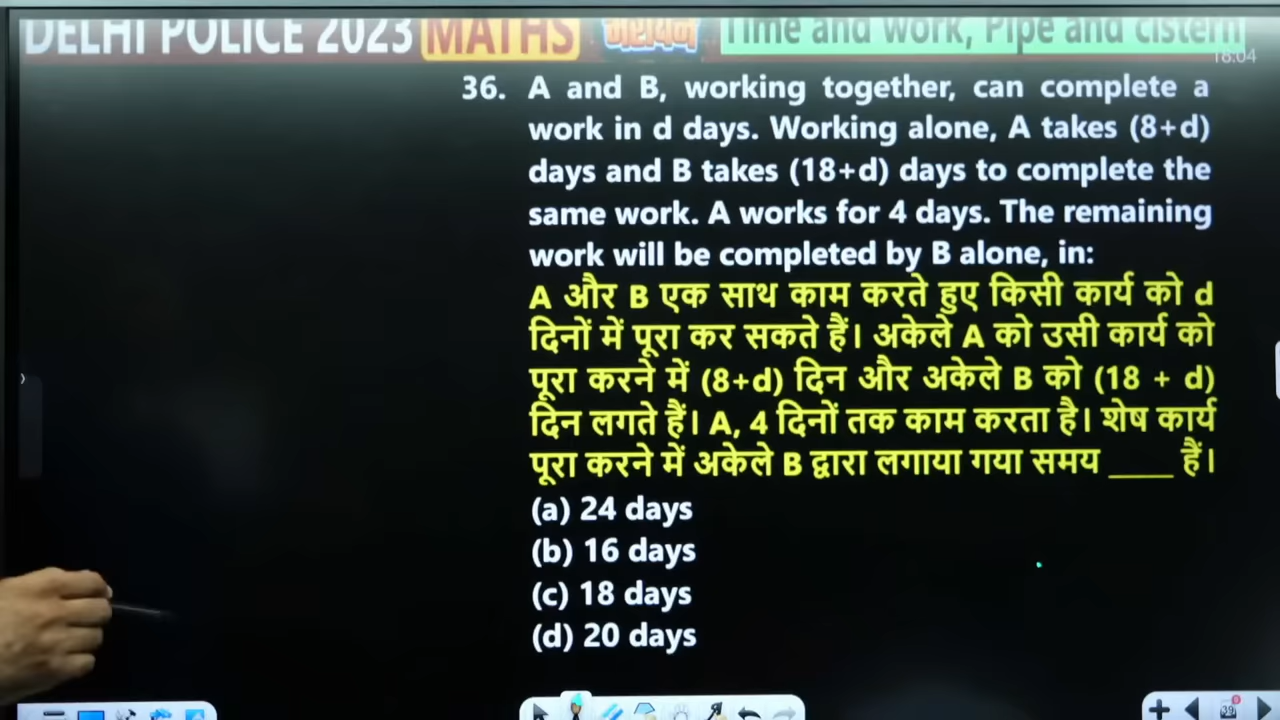 DELHI POLICE 2023 MATHS Time and work, Pipe and cistern
18:04
36. A and B, working together, can complete a
work in d days. Working alone, A takes (8+d)
days and B takes (18+d) days to complete the
same work. A works for 4 days. The remaining
work will be completed by B alone, in:
A और B एक साथ काम करते हुए किसी कार्य को d
दिनों में पूरा कर सकते हैं। अकेले A को उसी कार्य को
पूरा करने में (8+d) दिन और अकेले B को (18 + d)
दिन लगते हैं। A, 4 दिनों तक काम करता है। शेष कार्य
पूरा करने में अकेले B द्वारा लगाया गया समय ____ हैं।
(a) 24 days
(b) 16 days
(c) 18 days
(d) 20 days
39